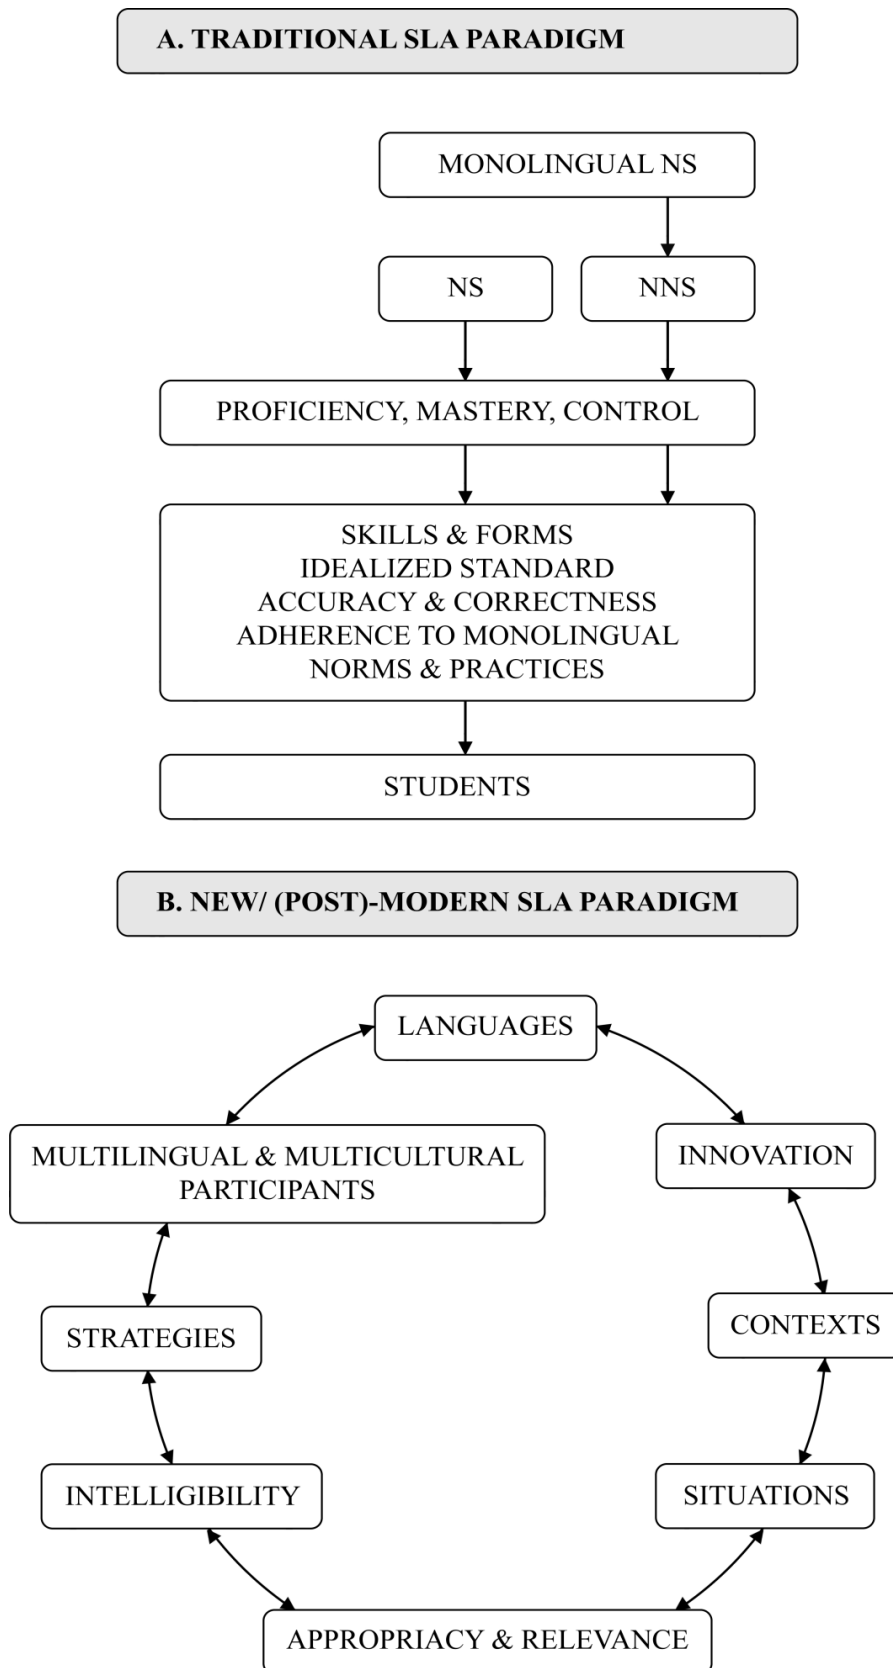 A. TRADITIONAL SLA PARADIGM
MONOLINGUAL NS
NS
NNS
PROFICIENCY, MASTERY, CONTROL
SKILLS & FORMS
IDEALIZED STANDARD
ACCURACY & CORRECTNESS
ADHERENCE TO MONOLINGUAL
NORMS & PRACTICES
STUDENTS
B. NEW/ (POST)-MODERN SLA PARADIGM
LANGUAGES
MULTILINGUAL & MULTICULTURAL
PARTICIPANTS
INNOVATION
STRATEGIES
CONTEXTS
INTELLIGIBILITY
SITUATIONS
APPROPRIACY & RELEVANCE